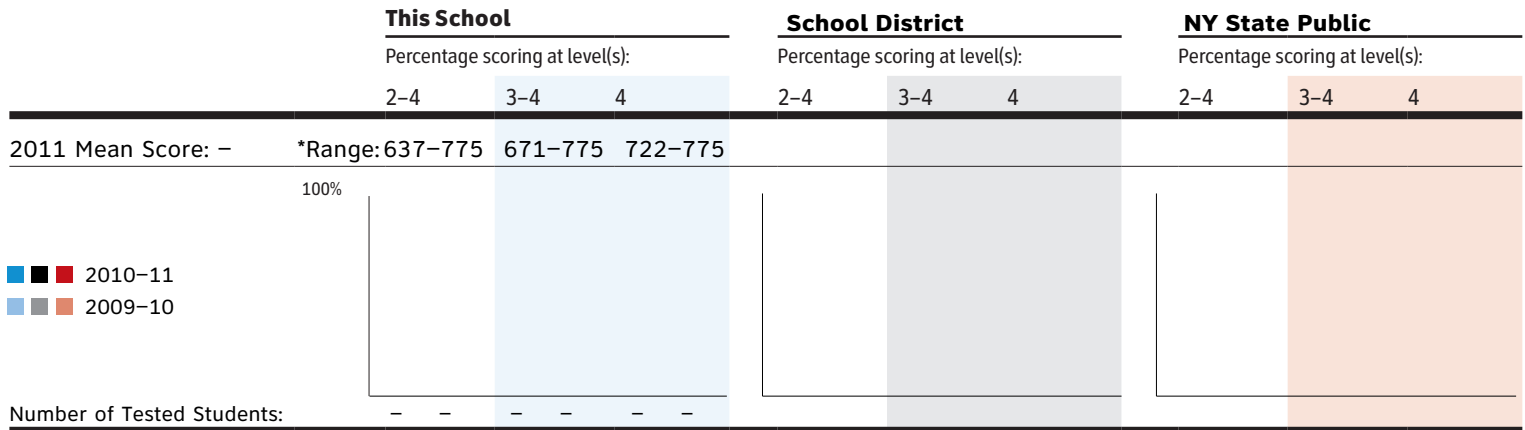 This School School District NY State Public
Percentage scoring at level(s): Percentage scoring at level(s): Percentage scoring at level(s):
2–4 3–4 4 2–4 3–4 4 2–4 3–4 4
2011 Mean Score: – *Range: 637–775 671–775 722–775
100%
2010–11
2009–10
Number of Tested Students: – – – – – –